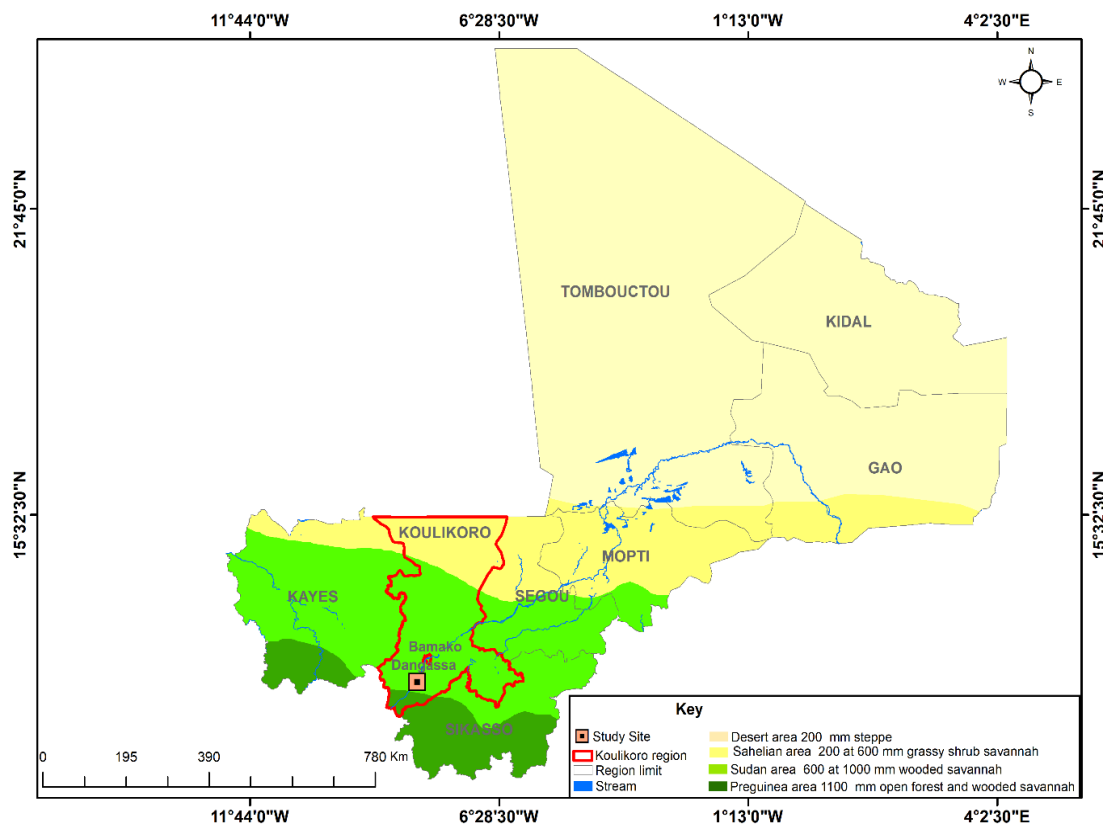 11°44'0"W 6°28'30"W 1°13'0"W 4°2'30"E
N
W E
S
21°45'0"N 21°45'0"N
TOMBOUCTOU
KIDAL
GAO
15°32'30"N 15°32'30"N
KOULIKORO
MOPTI
KAYES
SEGOU
Bamako
Dangassa
SIKASSO
Key
Study Site
Koulikoro region
Region limit
Stream
Desert area 200 mm steppe
Sahelian area 200 at 600 mm grassy shrub savannah
Sudan area 600 at 1000 mm wooded savannah
Preguinea area 1100 mm open forest and wooded savannah
0 195 390 780 Km
11°44'0"W 6°28'30"W 1°13'0"W 4°2'30"E